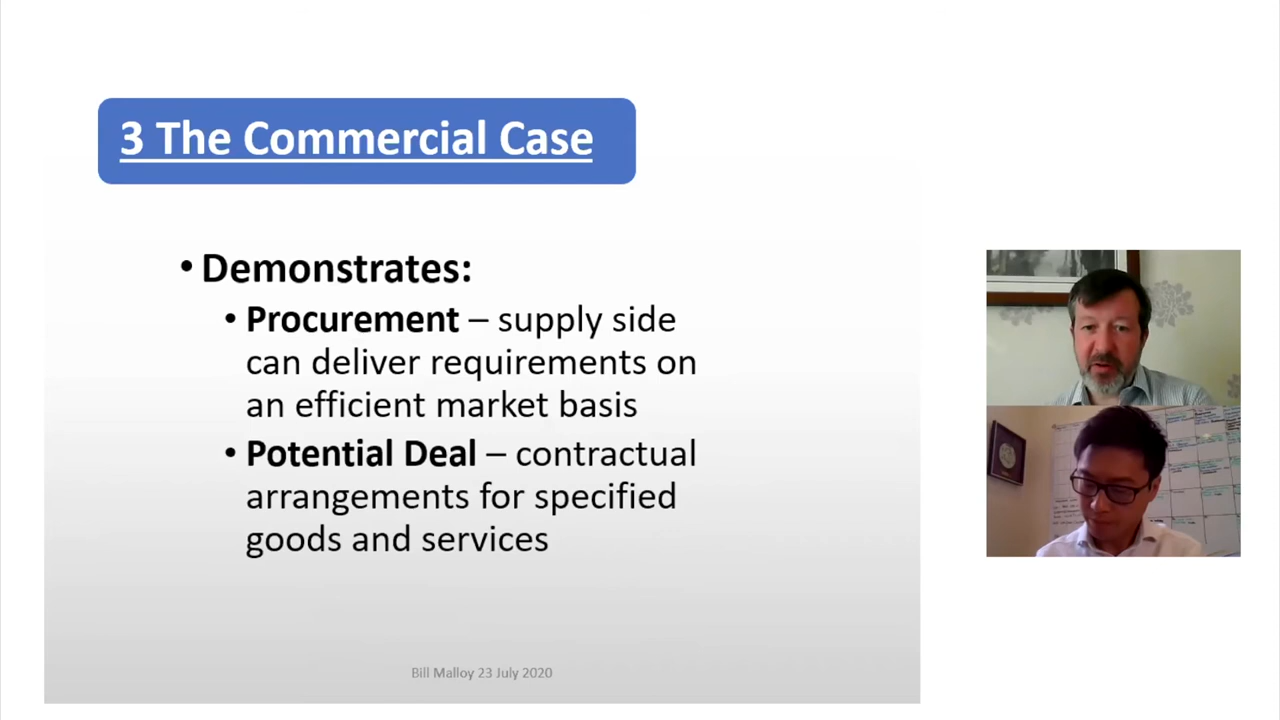 3 The Commercial Case
• Demonstrates:
• Procurement – supply side
can deliver requirements on
an efficient market basis
• Potential Deal – contractual
arrangements for specified
goods and services
Bill Malloy 23 July 2020